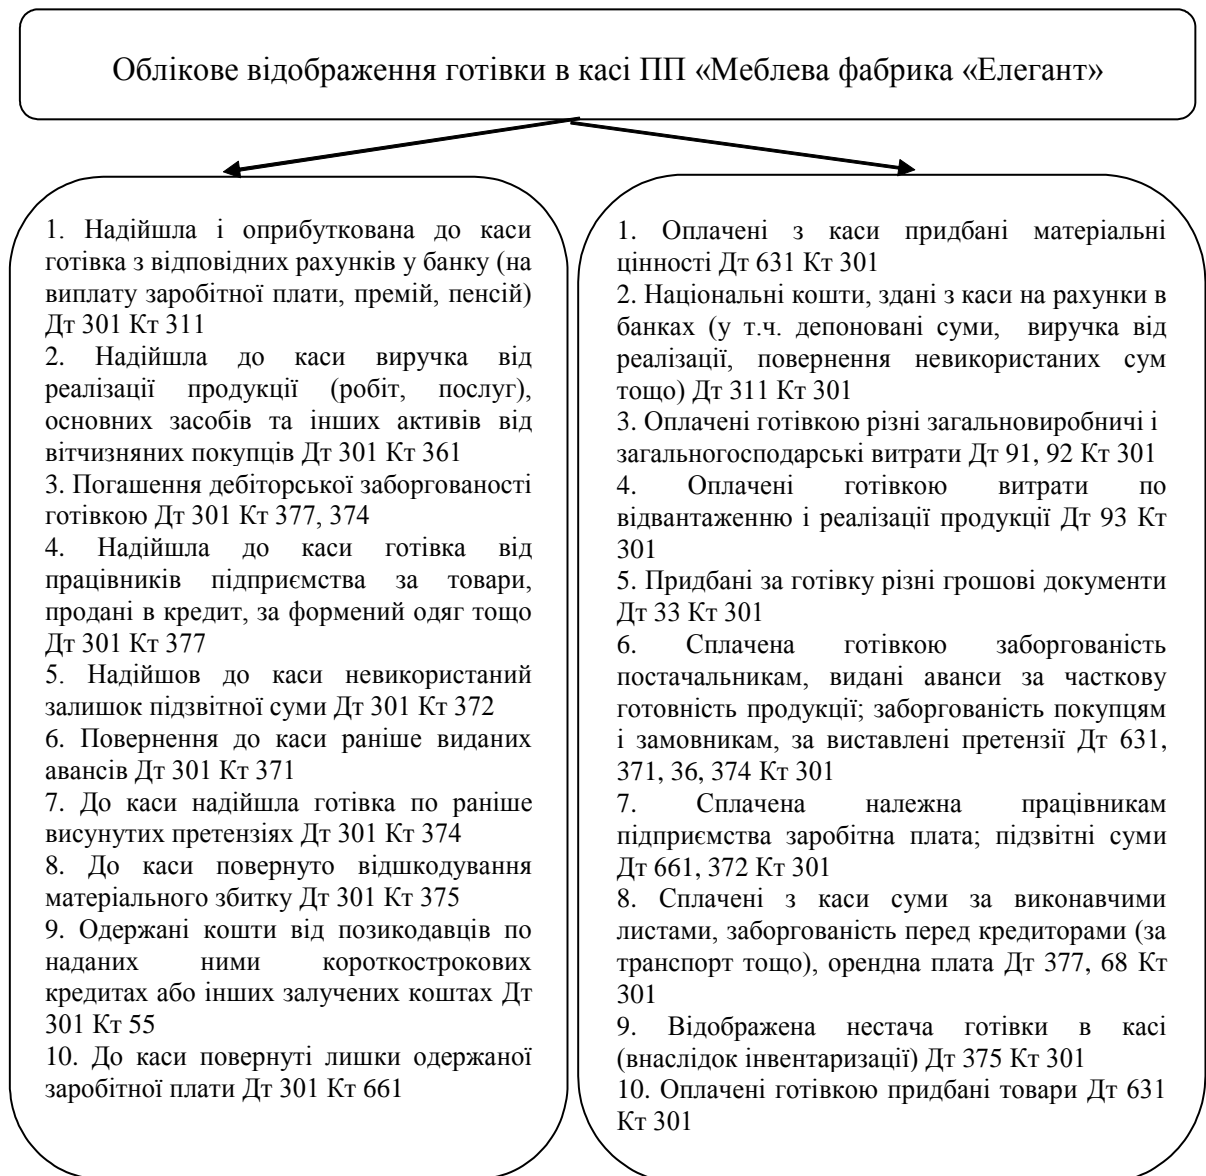 Облікове відображення готівки в касі ПП «Меблева фабрика «Елегант»
1. Надійшла і оприбуткована до каси
готівка з відповідних рахунків у банку (на
виплату заробітної плати, премій, пенсій)
Дт 301 Кт 311
2. Надійшла до каси виручка від
реалізації продукції (робіт, послуг),
основних засобів та інших активів від
вітчизняних покупців Дт 301 Кт 361
3. Погашення дебіторської заборгованості
готівкою Дт 301 Кт 377, 374
4. Надійшла до каси готівка від
працівників підприємства за товари,
продані в кредит, за формений одяг тощо
Дт 301 Кт 377
5. Надійшов до каси невикористаний
залишок підзвітної суми Дт 301 Кт 372
6. Повернення до каси раніше виданих
авансів Дт 301 Кт 371
7. До каси надійшла готівка по раніше
висунутих претензіях Дт 301 Кт 374
8. До каси повернуто відшкодування
матеріального збитку Дт 301 Кт 375
9. Одержані кошти від позикодавців по
наданих ними короткострокових
кредитах або інших залучених коштах Дт
301 Кт 55
10. До каси повернуті лишки одержаної
заробітної плати Дт 301 Кт 661
1. Оплачені з каси придбані матеріальні
цінності Дт 631 Кт 301
2. Національні кошти, здані з каси на рахунки в
банках (у т.ч. депоновані суми, виручка від
реалізації, повернення невикористаних сум
тощо) Дт 311 Кт 301
3. Оплачені готівкою різні загальновиробничі і
загальногосподарські витрати Дт 91, 92 Кт 301
4. Оплачені готівкою витрати по
відвантаженню і реалізації продукції Дт 93 Кт
301
5. Придбані за готівку різні грошові документи
Дт 33 Кт 301
6. Сплачена готівкою заборгованість
постачальникам, видані аванси за часткову
готовність продукції; заборгованість покупцям
і замовникам, за виставлені претензії Дт 631,
371, 36, 374 Кт 301
7. Сплачена належна працівникам
підприємства заробітна плата; підзвітні суми
Дт 661, 372 Кт 301
8. Сплачені з каси суми за виконавчими
листами, заборгованість перед кредиторами (за
транспорт тощо), орендна плата Дт 377, 68 Кт
301
9. Відображена нестача готівки в касі
(внаслідок інвентаризації) Дт 375 Кт 301
10. Оплачені готівкою придбані товари Дт 631
Кт 301